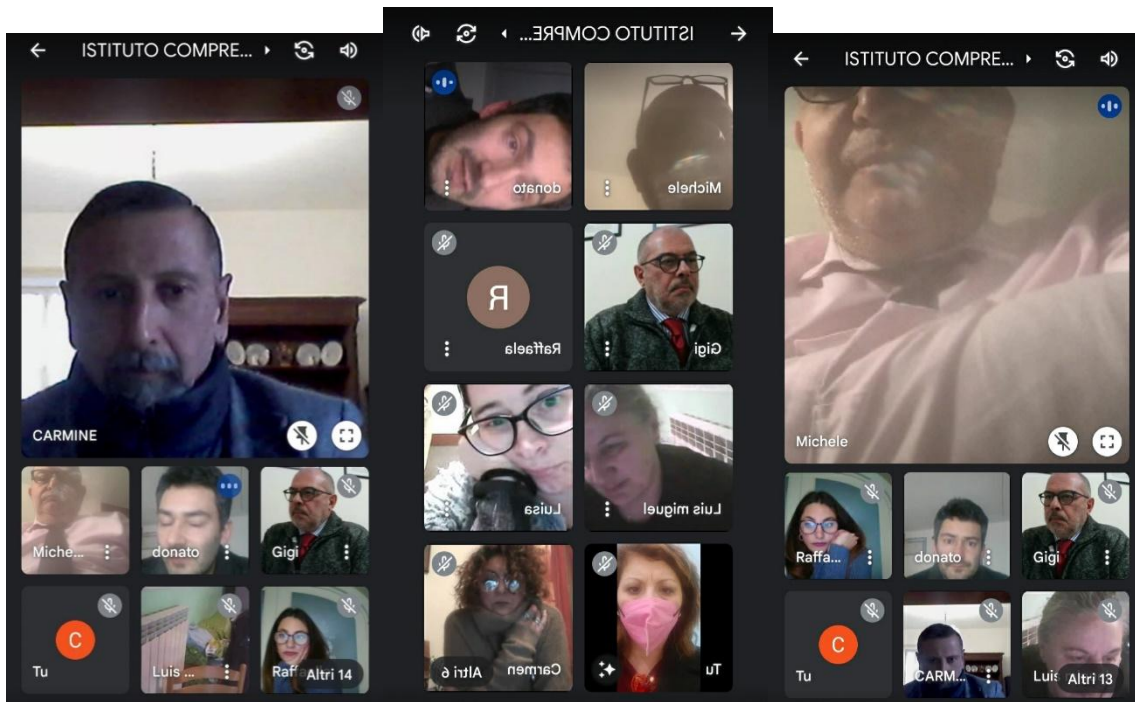 ISTITUTO COMPRE...
CARMINE
Miche...
donato
Gigi
C
Tu
Luis ...
Raff
Altri 14
ISTITUTO COMPRE...
donato
Michele
R
Raffaela
Gigi
Luisa
Luis miguel
Carmen
Altri 6
Tu
ISTITUTO COMPRE...
Michele
Raffa...
donato
Gigi
C
Tu
CARM...
Luis
Altri 13